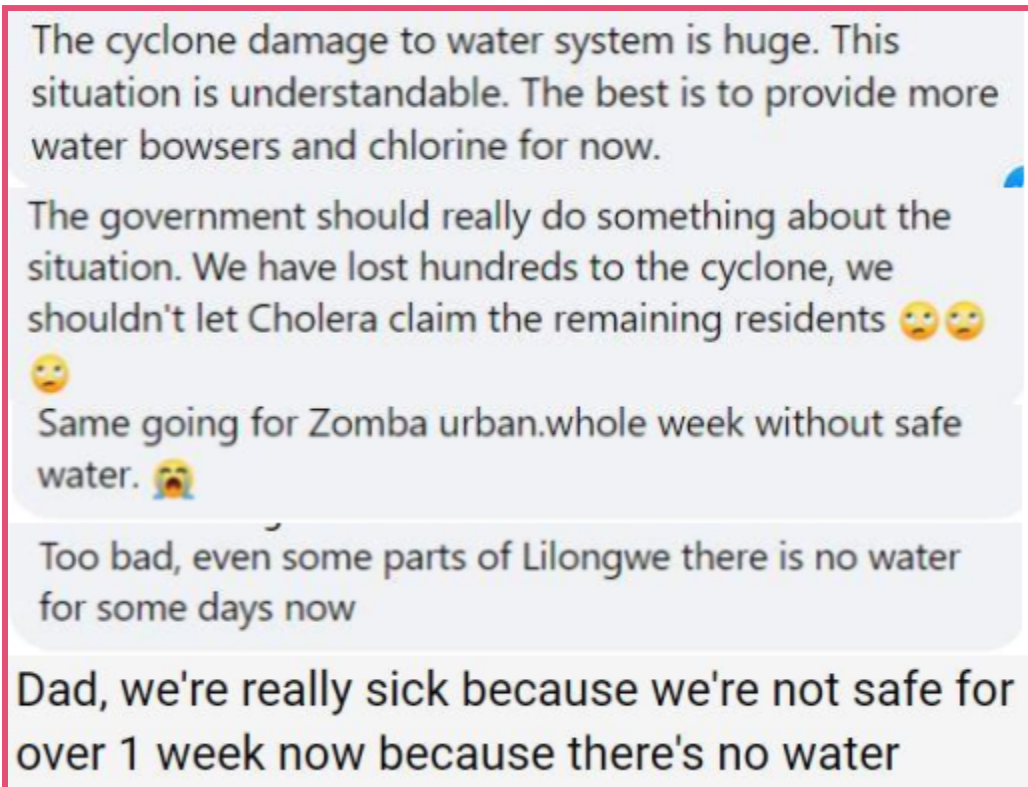 The cyclone damage to water system is huge. This
situation is understandable. The best is to provide more
water bowsers and chlorine for now.
The government should really do something about the
situation. We have lost hundreds to the cyclone, we
shouldn't let Cholera claim the remaining residents 🙄🙄
🙄
Same going for Zomba urban.whole week without safe
water. 😭
Too bad, even some parts of Lilongwe there is no water
for some days now
Dad, we're really sick because we're not safe for
over 1 week now because there's no water